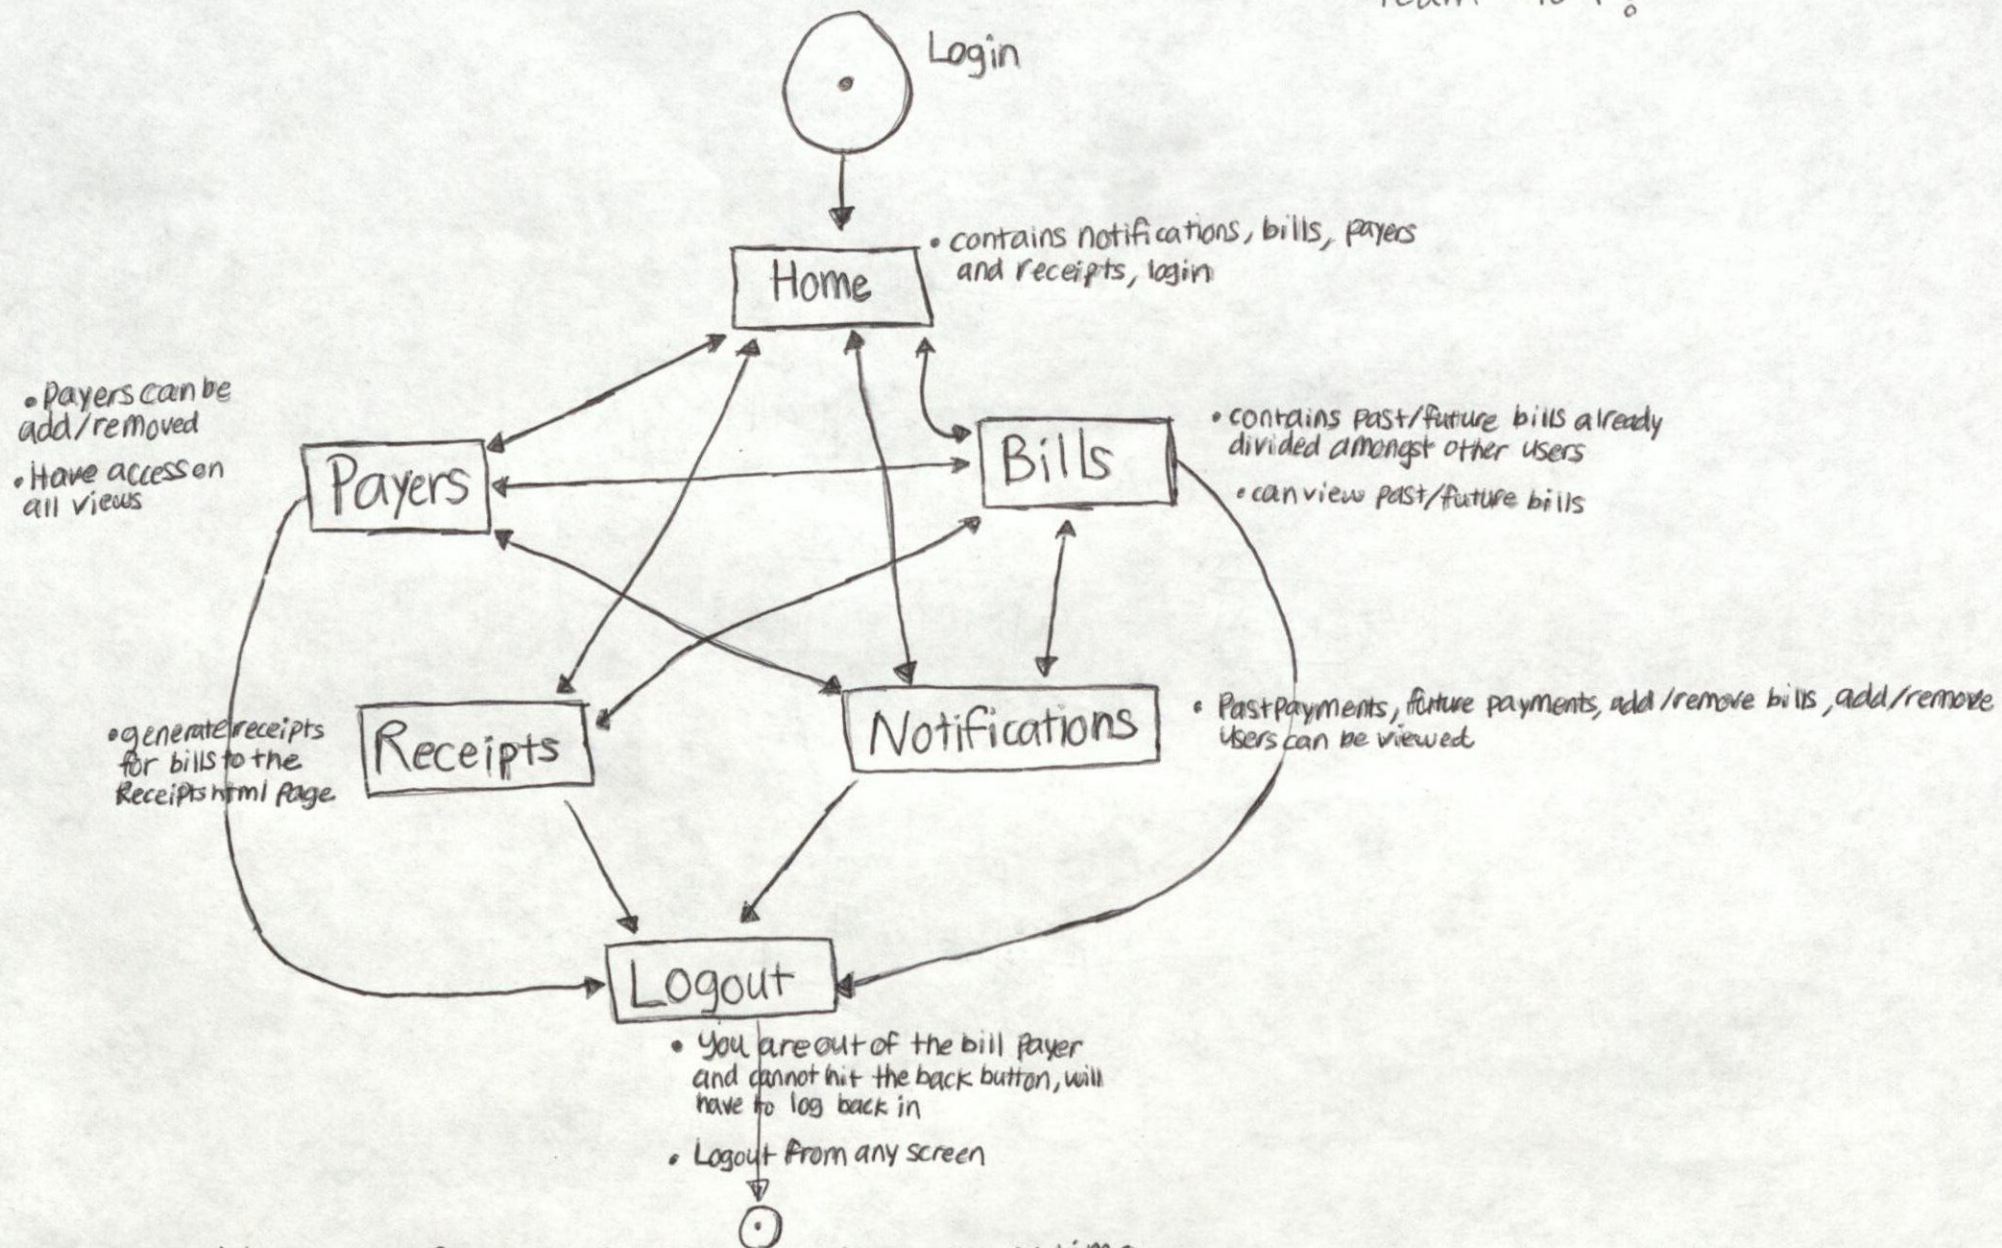 Login
• contains notifications, bills, payers
and receipts, login
Home
• Payers can be
add/removed
• Have access on
all views
Payers
Bills
• contains past/future bills already
divided amongst other users
• can view past/future bills
• generate receipts
for bills to the
Receipts html page
Receipts
Notifications
• Past payments, future payments, add/remove bills, add/remove
users can be viewed
Logout
• You are out of the bill payer
and cannot hit the back button, will
have to log back in
• Logout from any screen